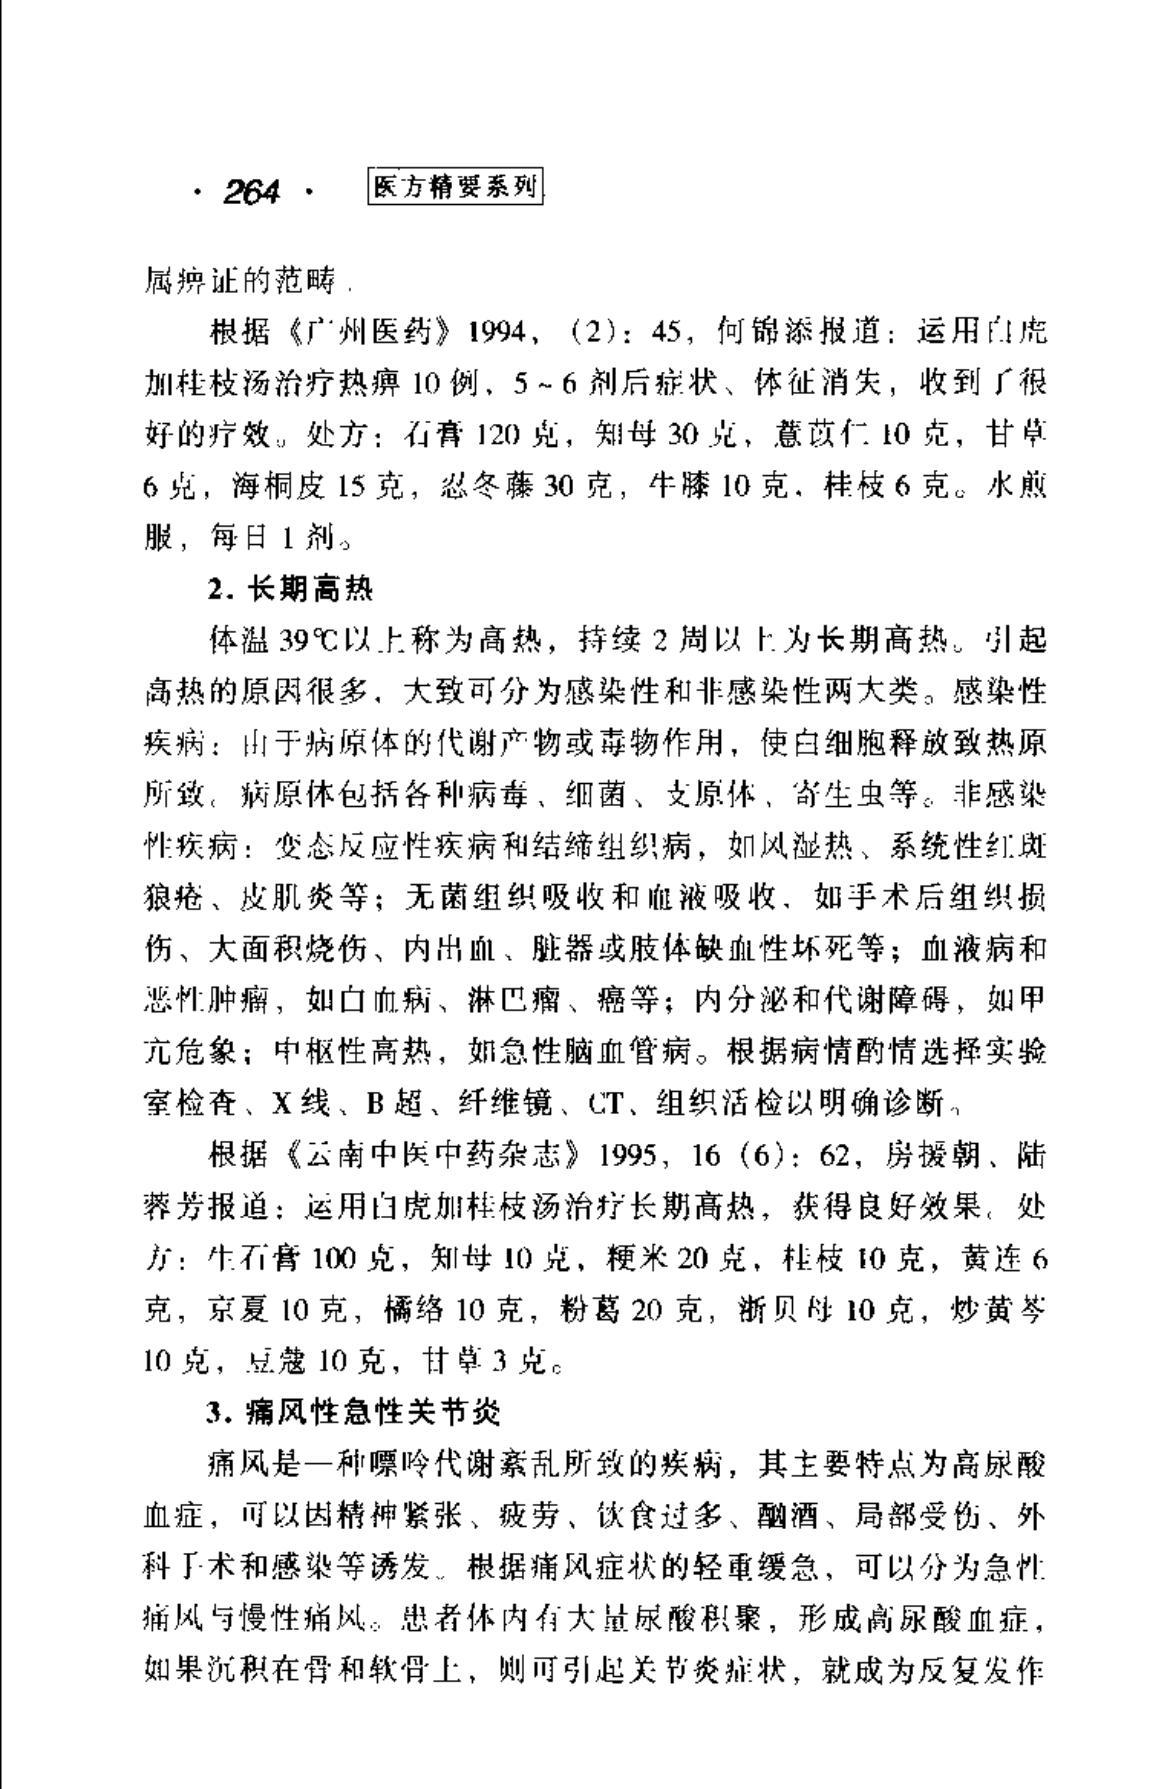 ·264· 医方精要系列
属痹证的范畴.
根据《广州医药》1994，（2）：45，何锦添报道：运用白虎
加桂枝汤治疗热痹 10 例，5～6 剂后症状、体征消失，收到了很
好的疗效。处方：石膏 120 克，知母 30 克，薏苡仁 10 克，甘草
6 克，海桐皮 15 克，忍冬藤 30 克，牛膝 10 克，桂枝 6 克。水煎
服，每日 1 剂。
2. 长期高热
体温 39℃以上称为高热，持续 2 周以上为长期高热。引起
高热的原因很多，大致可分为感染性和非感染性两大类。感染性
疾病：由于病原体的代谢产物或毒物作用，使白细胞释放致热原
所致。病原体包括各种病毒、细菌、支原体、寄生虫等。非感染
性疾病：变态反应性疾病和结缔组织病，如风湿热、系统性红斑
狼疮、皮肌炎等；无菌组织吸收和血液吸收，如手术后组织损
伤、大面积烧伤、内出血、脏器或肢体缺血性坏死等；血液病和
恶性肿瘤，如白血病、淋巴瘤、癌等；内分泌和代谢障碍，如甲
亢危象；中枢性高热，如急性脑血管病。根据病情酌情选择实验
室检查、X 线、B 超、纤维镜、CT、组织活检以明确诊断。
根据《云南中医中药杂志》1995，16（6）：62，房援朝、陆
蓉芳报道：运用白虎加桂枝汤治疗长期高热，获得良好效果。处
方：生石膏 100 克，知母 10 克，粳米 20 克，桂枝 10 克，黄连 6
克，京夏 10 克，橘络 10 克，粉葛 20 克，浙贝母 10 克，炒黄芩
10 克，豆蔻 10 克，甘草 3 克。
3. 痛风性急性关节炎
痛风是一种嘌呤代谢紊乱所致的疾病，其主要特点为高尿酸
血症，可以因精神紧张、疲劳、饮食过多、酗酒、局部受伤、外
科手术和感染等诱发。根据痛风症状的轻重缓急，可以分为急性
痛风与慢性痛风。患者体内有大量尿酸积聚，形成高尿酸血症，
如果沉积在骨和软骨上，则可引起关节炎症状，就成为反复发作